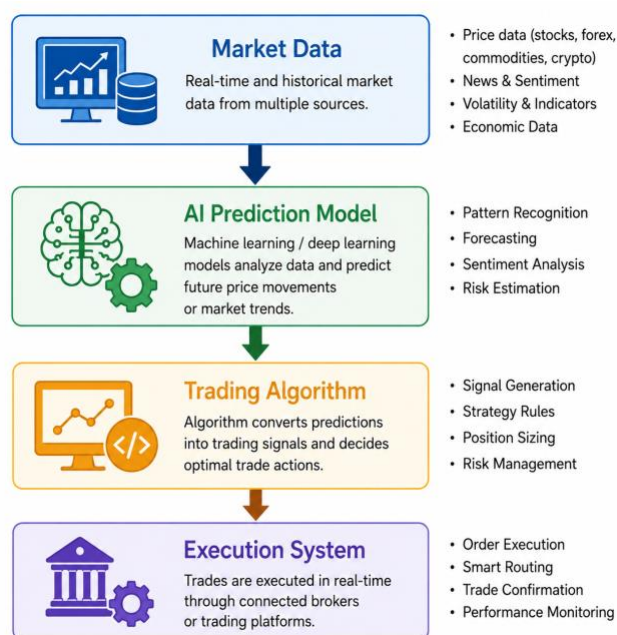 Market Data
Real-time and historical market
data from multiple sources.
• Price data (stocks, forex,
commodities, crypto)
• News & Sentiment
• Volatility & Indicators
• Economic Data
AI Prediction Model
Machine learning / deep learning
models analyze data and predict
future price movements
or market trends.
• Pattern Recognition
• Forecasting
• Sentiment Analysis
• Risk Estimation
Trading Algorithm
Algorithm converts predictions
into trading signals and decides
optimal trade actions.
</>
• Signal Generation
• Strategy Rules
• Position Sizing
• Risk Management
Execution System
Trades are executed in real-time
through connected brokers
or trading platforms.
• Order Execution
• Smart Routing
• Trade Confirmation
• Performance Monitoring